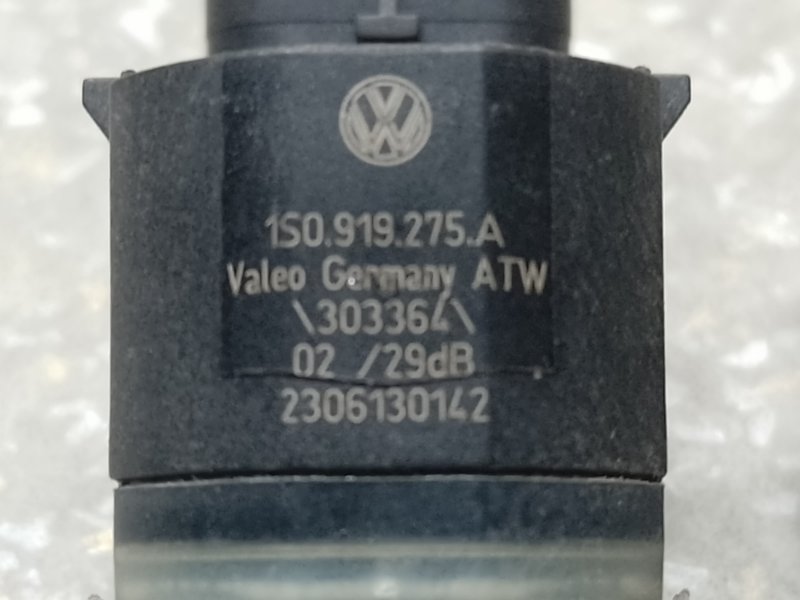 1S0.919.275.A
Valeo Germany ATW
\303364\
02 /29dB
2306130142